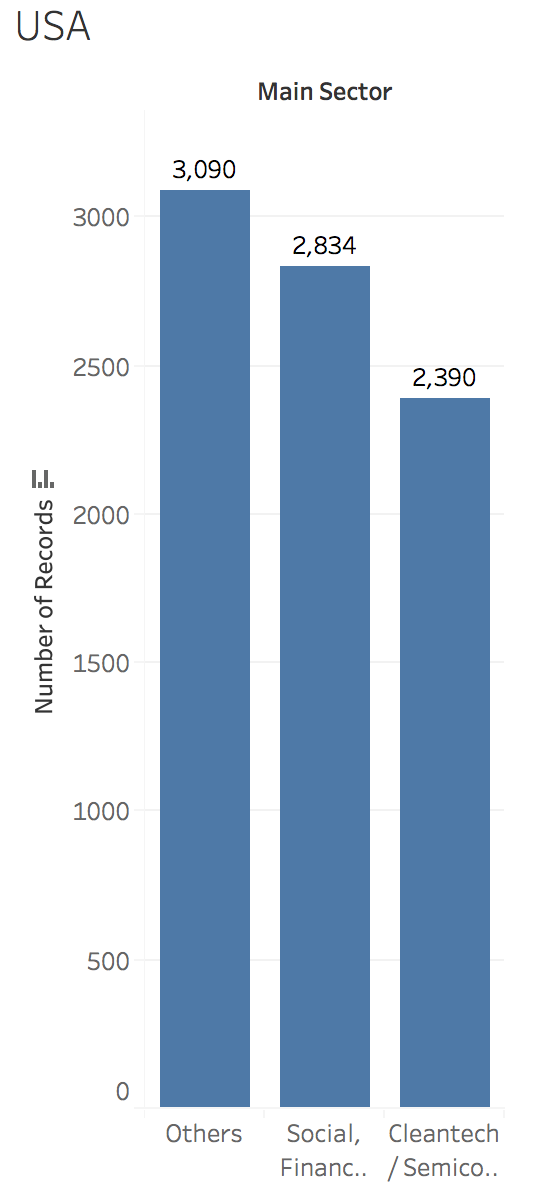 USA
Main Sector
3,090
2,834
2,390
3000
2500
2000
1500
1000
500
0
Number of Records
Others
Social,
Financ..
Cleantech
/ Semico..